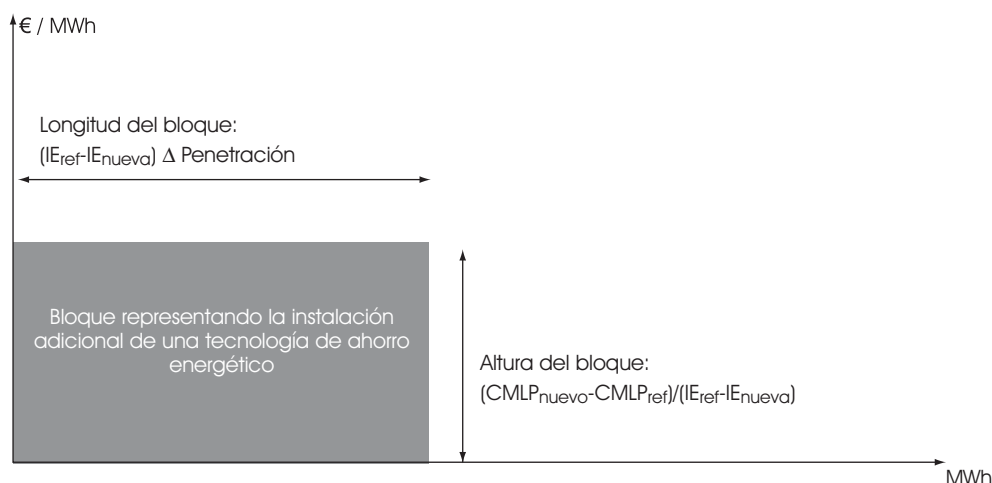 € / MWh
Longitud del bloque:
(IEref-IEnueva) Δ Penetración
Bloque representando la instalación
adicional de una tecnología de ahorro
energético
Altura del bloque:
(CMLPnuevo-CMLPref)/(IEref-IEnueva)
MWh